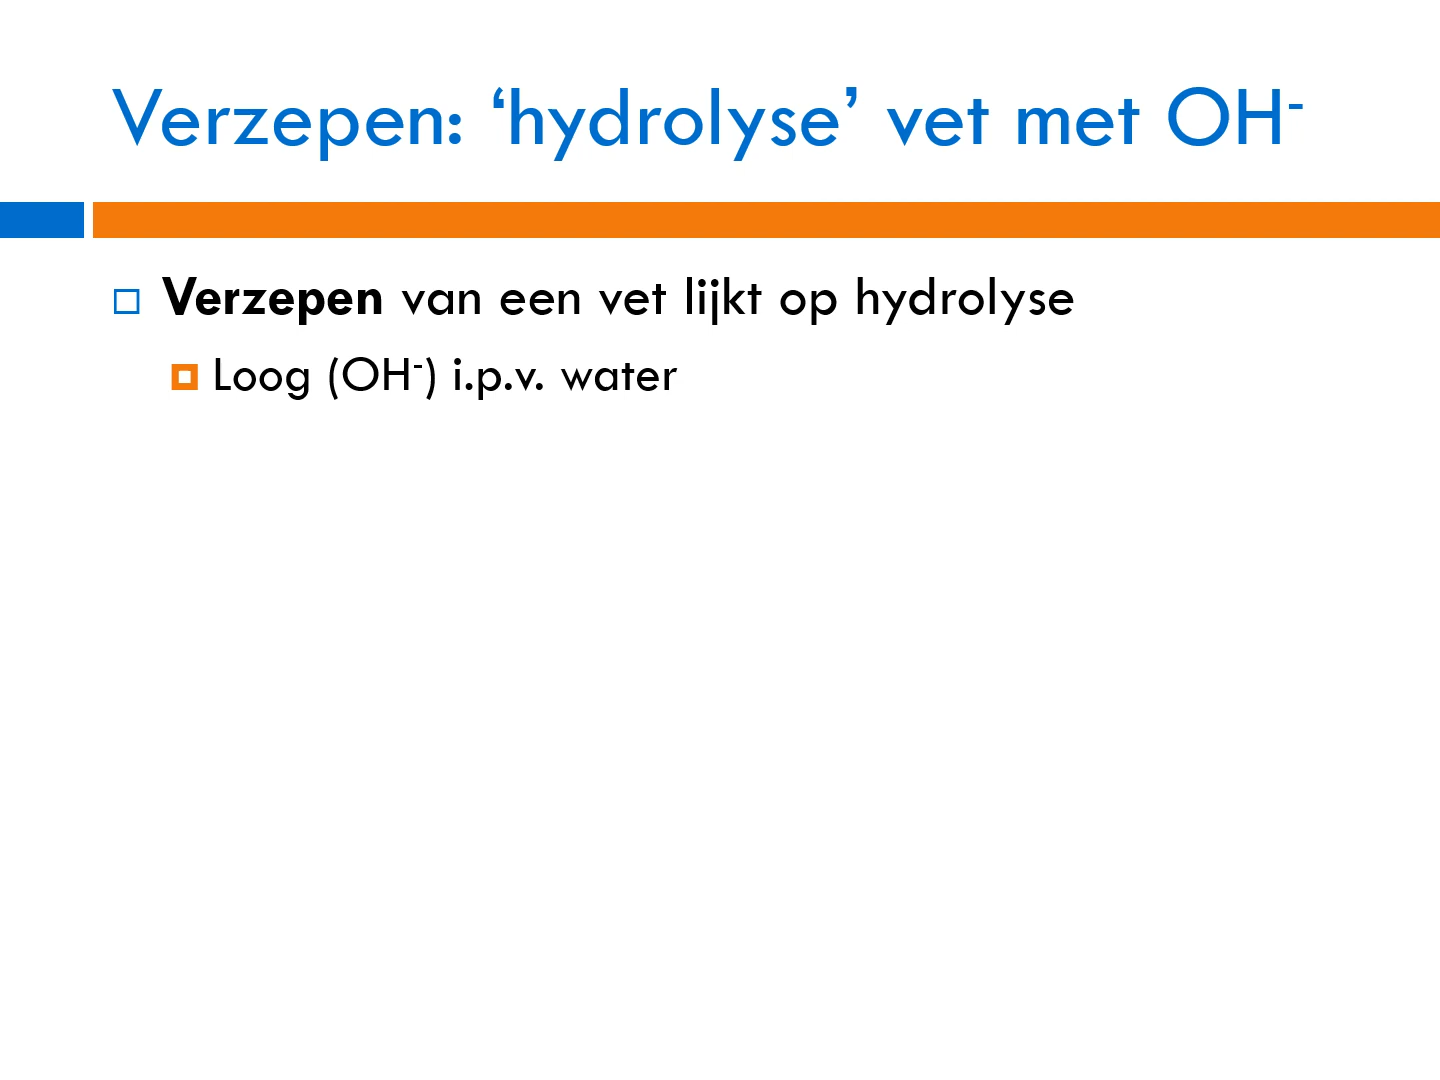 Verzepen: ‘hydrolyse’ vet met OH⁻
Verzepen van een vet lijkt op hydrolyse
Loog (OH⁻) i.p.v. water